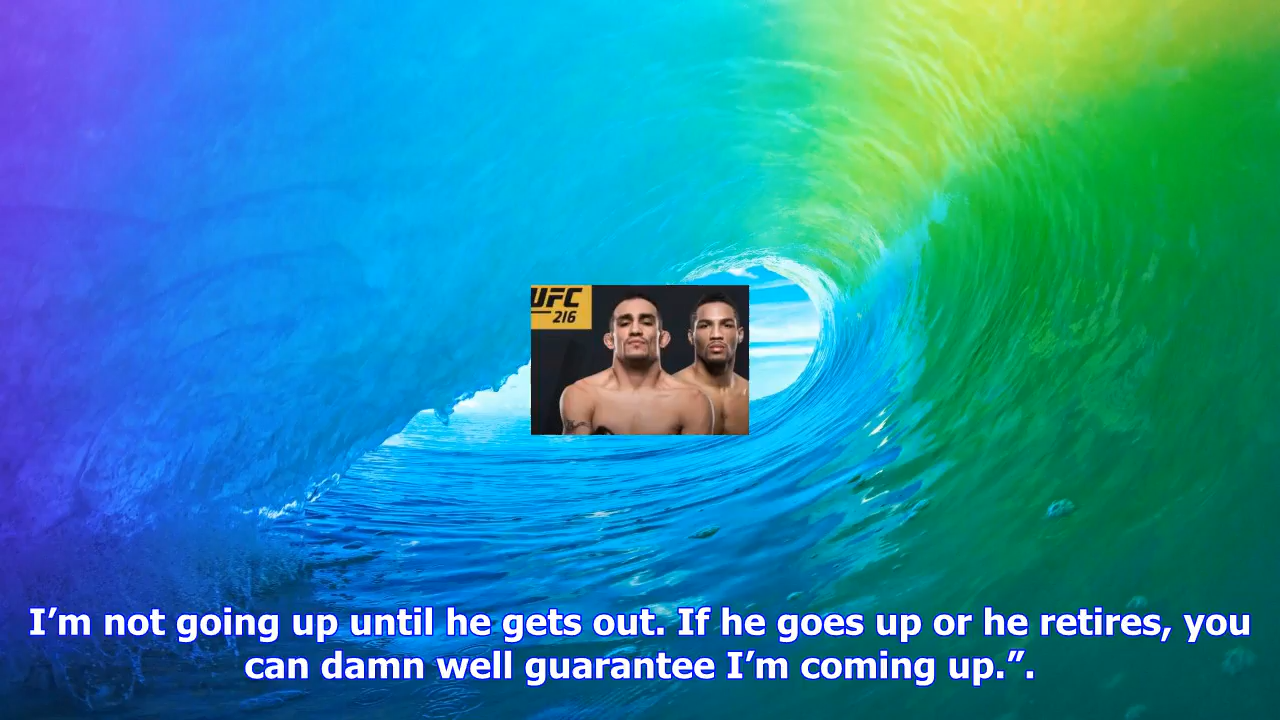 UFC
216
I’m not going up until he gets out. If he goes up or he retires, you
can damn well guarantee I’m coming up.”.